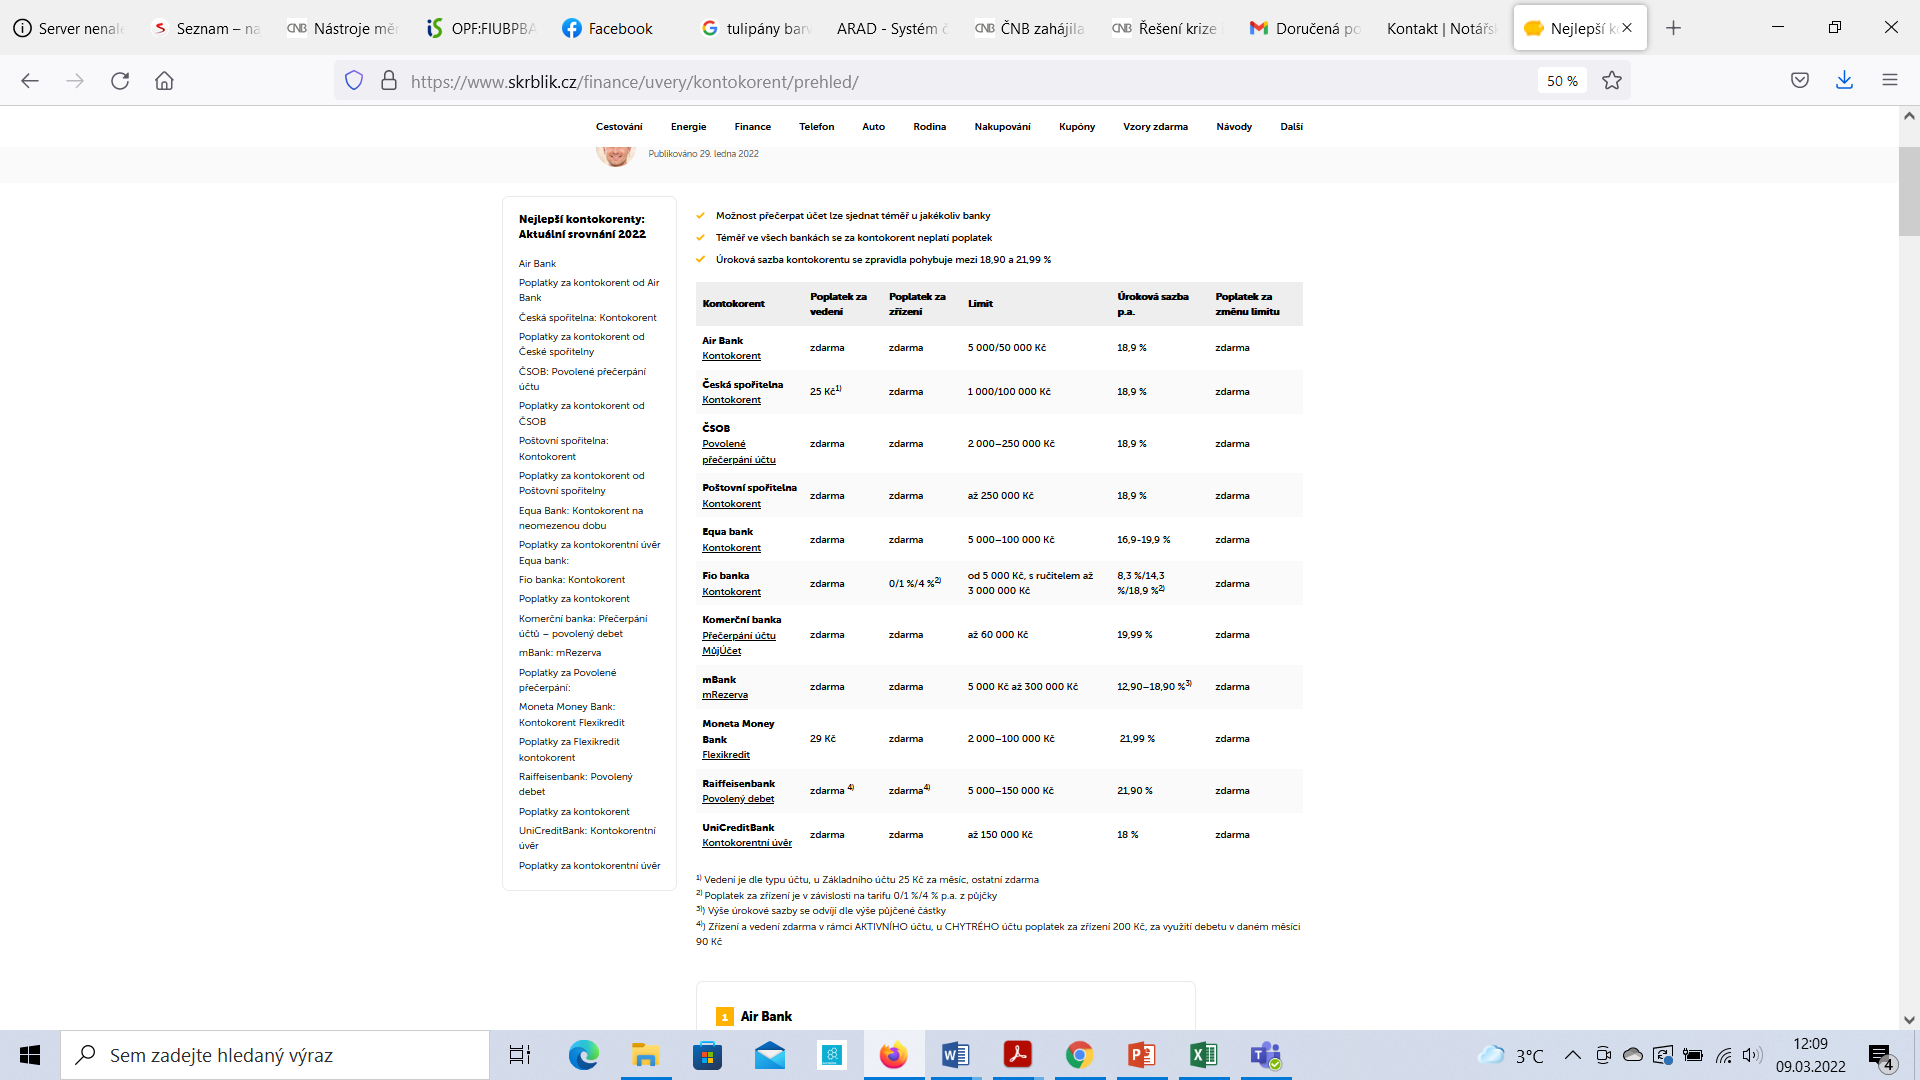 Server nenale
Seznam – na
Nástroje mě
OPF:FIUBPBA
Facebook
tulipány barv
ARAD - Systém č
ČNB zahájila
Řešení krize
Doručená po
Kontakt | Notářs
Nejlepší k
https://www.skrblik.cz/finance/uvery/kontokorent/prehled/
50 %
Cestování Energie Finance Telefon Auto Rodina Nakupování Kupóny Vzory zdarma Návody Další
Publikováno 29. ledna 2022
Nejlepší kontokorenty:
Aktuální srovnání 2022
Air Bank
Poplatky za kontokorent od Air
Bank
Česká spořitelna: Kontokorent
Poplatky za kontokorent od
České spořitelny
ČSOB: Povolené přečerpání
účtu
Poplatky za kontokorent od
ČSOB
Poštovní spořitelna:
Kontokorent
Poplatky za kontokorent od
Poštovní spořitelny
Equa Bank: Kontokorent na
neomezenou dobu
Poplatky za kontokorentní úvěr
Equa bank:
Fio banka: Kontokorent
Poplatky za kontokorent
Komerční banka: Přečerpání
účtů – povolený debet
mBank: mRezerva
Poplatky za Povolené
přečerpání:
Moneta Money Bank:
Kontokorent Flexikredit
Poplatky za Flexikredit
kontokorent
Raiffeisenbank: Povolený
debet
Poplatky za kontokorent
UniCreditBank: Kontokorentní
úvěr
Poplatky za kontokorentní úvěr
Možnost přečerpat účet lze sjednat téměř u jakékoliv banky
Téměř ve všech bankách se za kontokorent neplatí poplatek
Úroková sazba kontokorentu se zpravidla pohybuje mezi 18,90 a 21,99 %
Kontokorent Poplatek za vedení Poplatek za zřízení Limit Úroková sazba p.a. Poplatek za změnu limitu
Air Bank Kontokorent zdarma zdarma 5 000/50 000 Kč 18,9 % zdarma
Česká spořitelna Kontokorent 25 Kč1) zdarma 1 000/100 000 Kč 18,9 % zdarma
ČSOB Povolené přečerpání účtu zdarma zdarma 2 000–250 000 Kč 18,9 % zdarma
Poštovní spořitelna Kontokorent zdarma zdarma až 250 000 Kč 18,9 % zdarma
Equa bank Kontokorent zdarma zdarma 5 000–100 000 Kč 16,9-19,9 % zdarma
Fio banka Kontokorent zdarma 0/1 %/4 %2) od 5 000 Kč, s ručitelem až 3 000 000 Kč 8,3 %/14,3 %/18,9 %2) zdarma
Komerční banka Přečerpání účtu MůjÚčet zdarma zdarma až 60 000 Kč 19,99 % zdarma
mBank mRezerva zdarma zdarma 5 000 Kč až 300 000 Kč 12,90–18,90 %3) zdarma
Moneta Money Bank Flexikredit 29 Kč zdarma 2 000–100 000 Kč 21,99 % zdarma
Raiffeisenbank Povolený debet zdarma 4) zdarma4) 5 000–150 000 Kč 21,90 % zdarma
UniCreditBank Kontokorentní úvěr zdarma zdarma až 150 000 Kč 18 % zdarma
1) Vedení je dle typu účtu, u Základního účtu 25 Kč za měsíc, ostatní zdarma
2) Poplatek za zřízení je v závislosti na tarifu 0/1 %/4 % p.a. z půjčky
3)) Výše úrokové sazby se odvíjí dle výše půjčené částky
4)) Zřízení a vedení zdarma v rámci AKTIVNÍHO účtu, u CHYTRÉHO účtu poplatek za zřízení 200 Kč, za využití debetu v daném měsíci
90 Kč
1 Air Bank
Sem zadejte hledaný výraz
3°C
12:09
09.03.2022
4